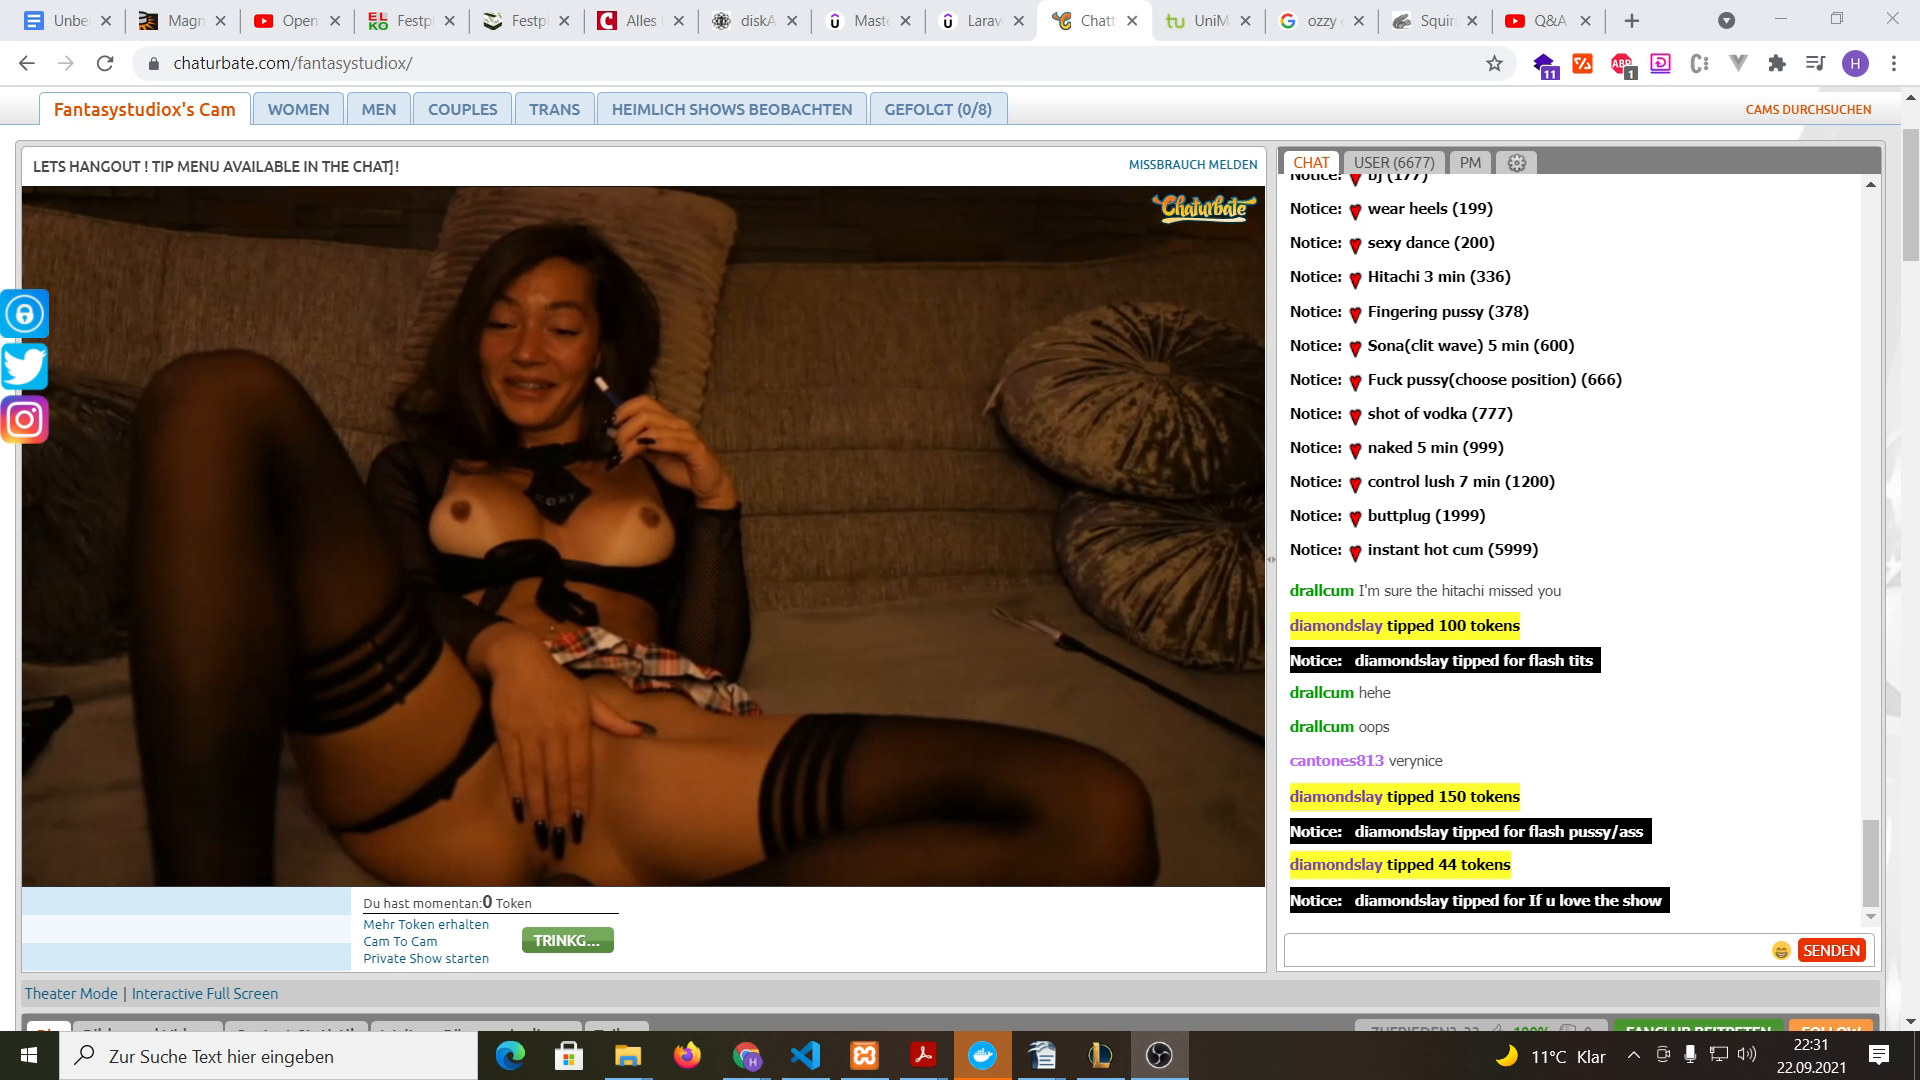 Unbe
Magn
Open
Festpl
Festpl
Alles
diskA
Maste
Larav
Chatt
UniM
ozzy
Squir
Q&A
chaturbate.com/fantasystudiox/
11
ABP
1
H
Fantasystudiox's Cam
WOMEN
MEN
COUPLES
TRANS
HEIMLICH SHOWS BEOBACHTEN
GEFOLGT (0/8)
CAMS DURCHSUCHEN
LETS HANGOUT ! TIP MENU AVAILABLE IN THE CHAT]!
MISSBRAUCH MELDEN
Chaturbate
CHAT
USER (6677)
PM
Notice: bj (177)
Notice: wear heels (199)
Notice: sexy dance (200)
Notice: Hitachi 3 min (336)
Notice: Fingering pussy (378)
Notice: Sona(clit wave) 5 min (600)
Notice: Fuck pussy(choose position) (666)
Notice: shot of vodka (777)
Notice: naked 5 min (999)
Notice: control lush 7 min (1200)
Notice: buttplug (1999)
Notice: instant hot cum (5999)
drallcum I'm sure the hitachi missed you
diamondslay tipped 100 tokens
Notice: diamondslay tipped for flash tits
drallcum hehe
drallcum oops
cantones813 verynice
diamondslay tipped 150 tokens
Notice: diamondslay tipped for flash pussy/ass
diamondslay tipped 44 tokens
Notice: diamondslay tipped for If u love the show
SENDEN
Du hast momentan:0 Token
Mehr Token erhalten
Cam To Cam
Private Show starten
TRINKG...
Theater Mode | Interactive Full Screen
FANCLUB BEITRETEN
FOLLOW
Zur Suche Text hier eingeben
11°C Klar
22:31
22.09.2021